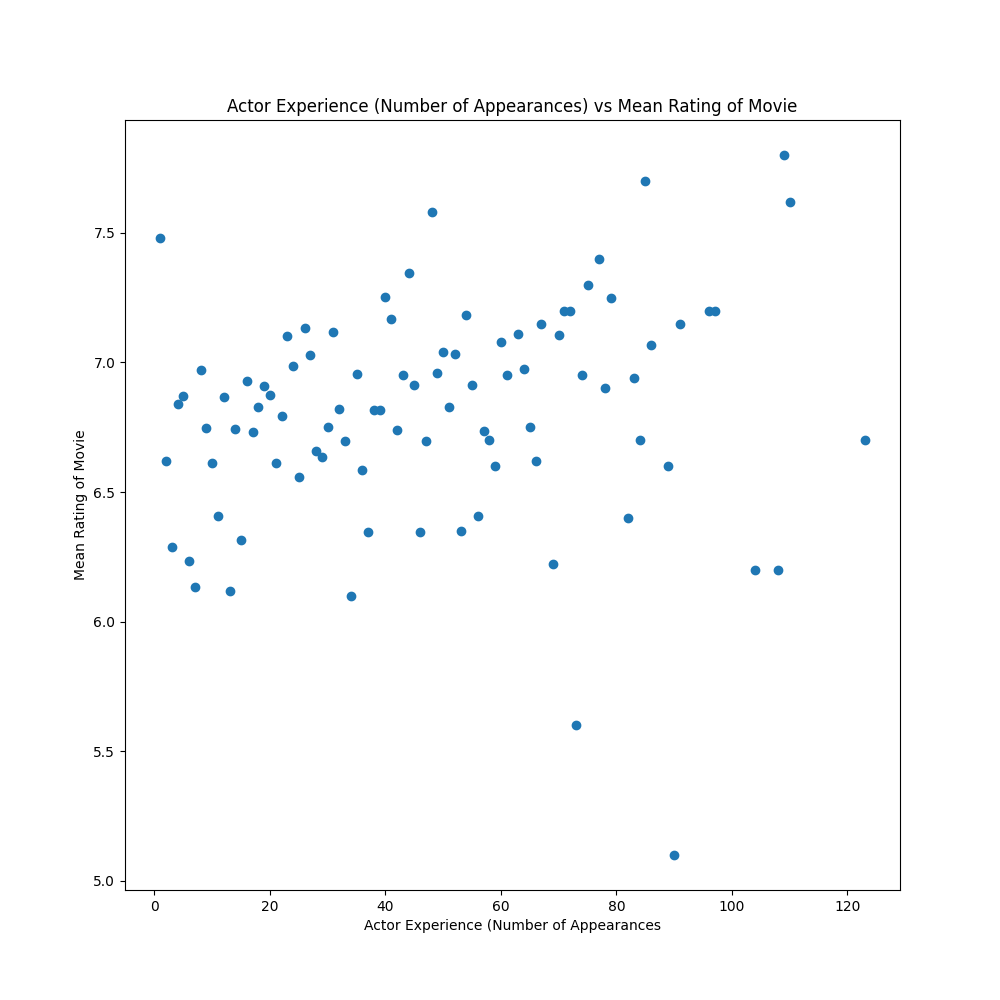 Actor Experience (Number of Appearances) vs Mean Rating of Movie
7.5
7.0
6.5
6.0
5.5
5.0
Mean Rating of Movie
0 20 40 60 80 100 120
Actor Experience (Number of Appearances